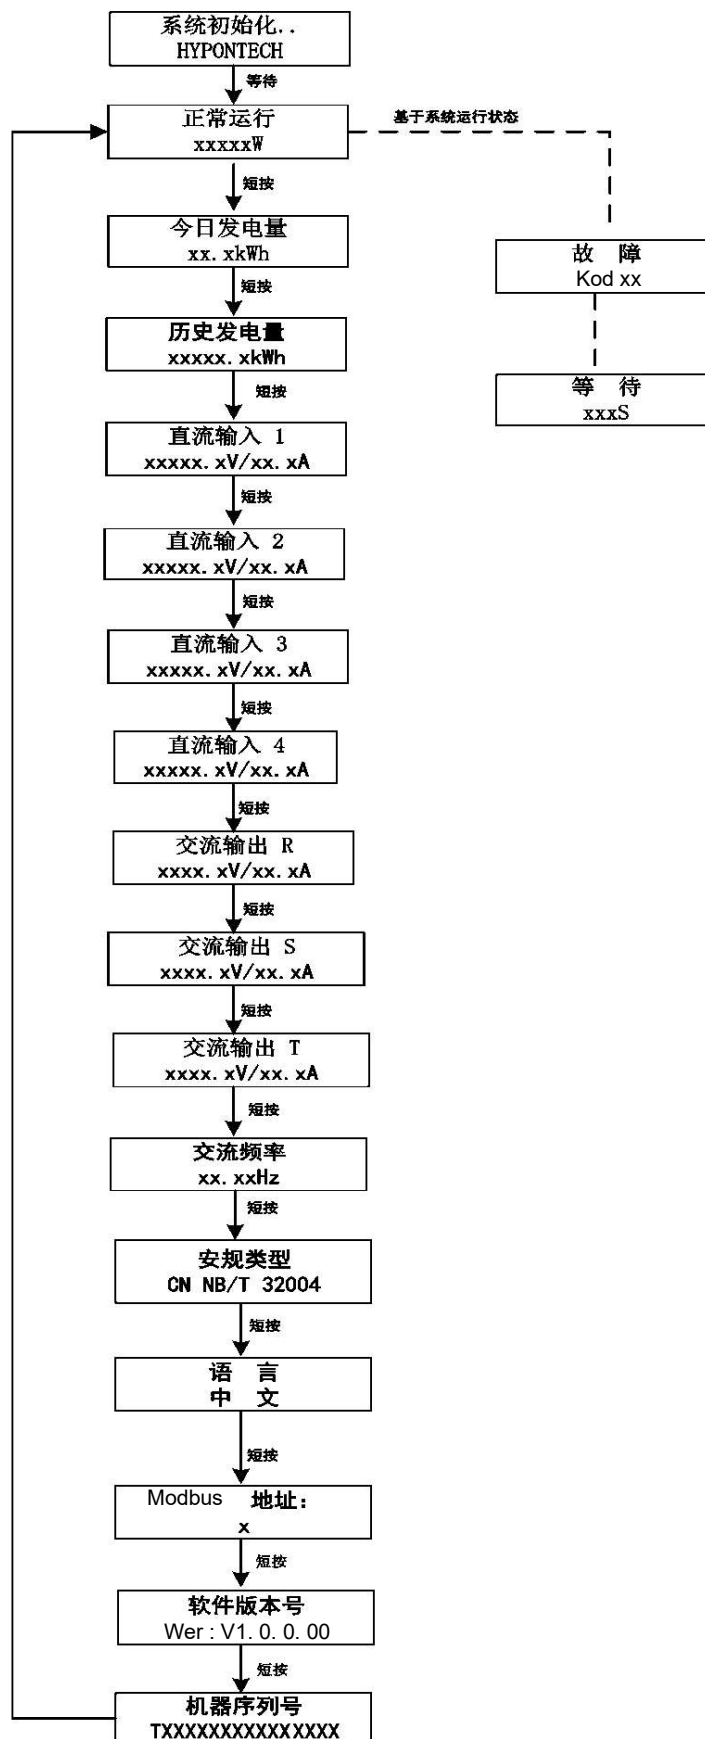 系统初始化..
HYPONTECH
等待
正常运行
xxxxxW
基于系统运行状态
短按
今日发电量
xx.xkWh
故 障
Kod xx
短按
历史发电量
xxxxx.xkWh
等 待
xxxS
短按
直流输入 1
xxxxx.xV/xx.xA
短按
直流输入 2
xxxxx.xV/xx.xA
短按
直流输入 3
xxxxx.xV/xx.xA
短按
直流输入 4
xxxxx.xV/xx.xA
短按
交流输出 R
xxxx.xV/xx.xA
短按
交流输出 S
xxxx.xV/xx.xA
短按
交流输出 T
xxxx.xV/xx.xA
短按
交流频率
xx.xxHz
短按
安规类型
CN NB/T 32004
短按
语 言
中 文
短按
Modbus 地址:
x
短按
软件版本号
Wer : V1. 0. 0. 00
短按
机器序列号
TXXXXXXXXXXXXXXX